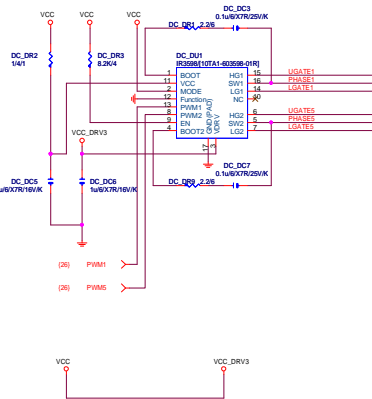 DC_DC3
0.1u/6/X7R/25V/K
VCC
VCC
VCC
DC_DR1 2.2/6
DC_DR2
1/4/1
DC_DR3
8.2K/4
DC_DU1
IR3598/[10TA1-603598-01R]
1 BOOT HG1 15 UGATE1
11 VCC SW1 16 PHASE1
2 MODE LG1 14 LGATE1
12 Function NC 10
13 PWM1
8 PWM2 HG2 6 UGATE5
9 EN SW2 5 PHASE5
4 BOOT2 LG2 7 LGATE5
GND(PAD)
VDRV
17 3
VCC_DRV3
DC_DC5
u/6/X7R/16V/K
DC_DC6
1u/6/X7R/16V/K
DC_DR9 2.2/6
DC_DC7
0.1u/6/X7R/25V/K
(26) PWM1
(26) PWM5
VCC
VCC_DRV3